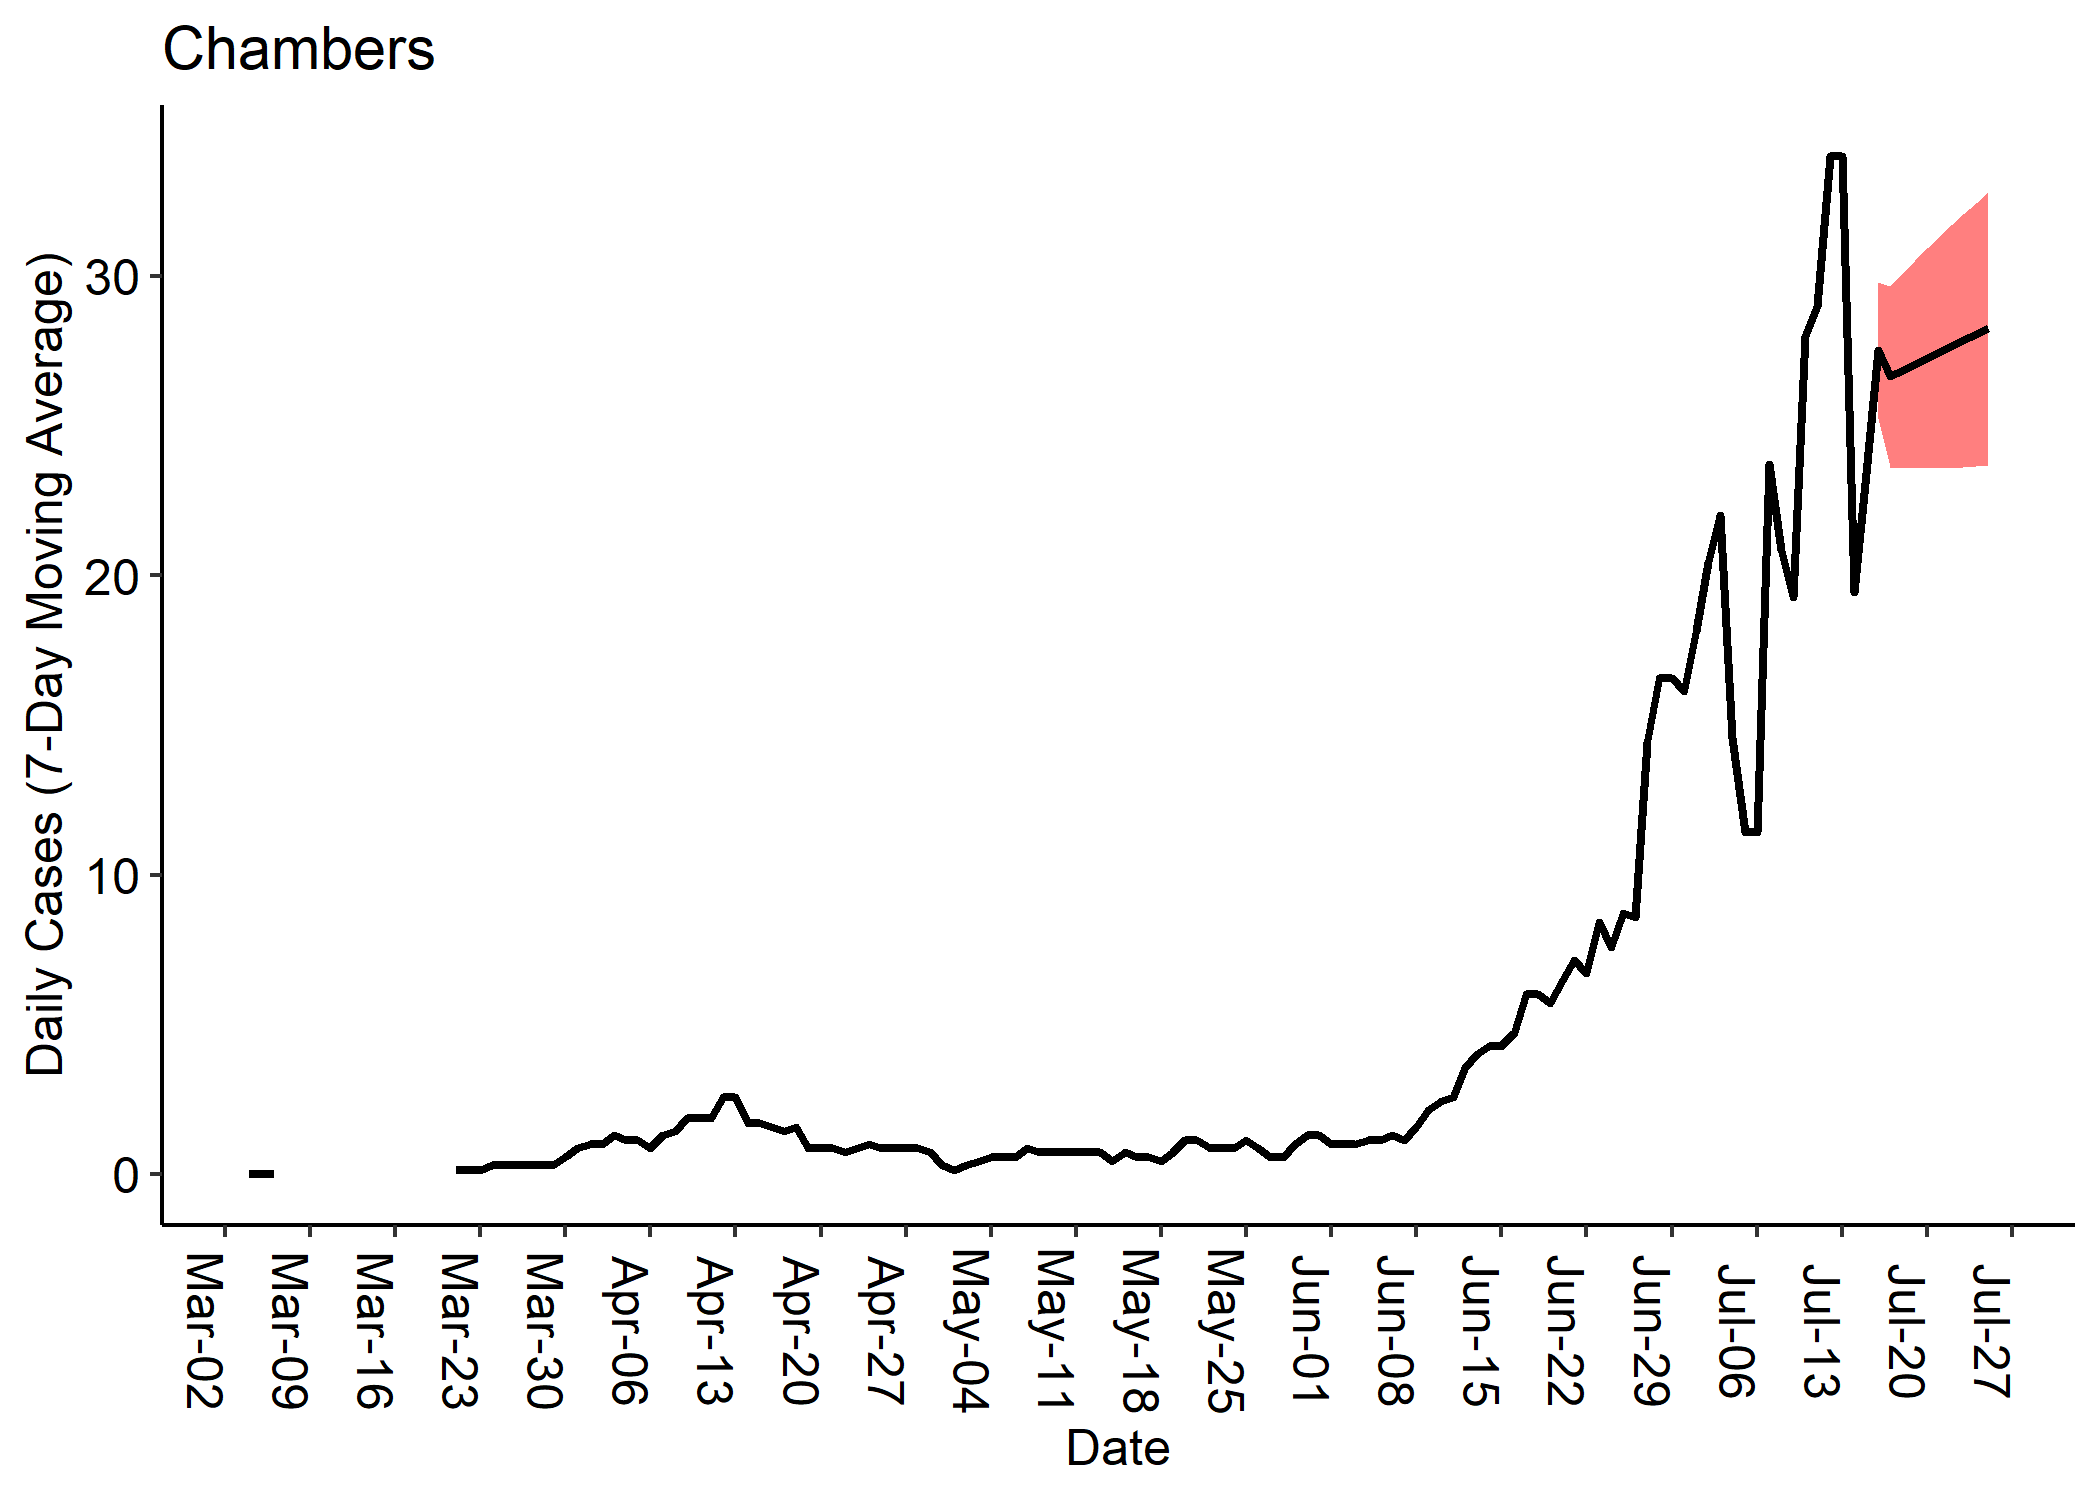 Chambers
Daily Cases (7-Day Moving Average)
30
20
10
0
Mar-02
Mar-09
Mar-16
Mar-23
Mar-30
Apr-06
Apr-13
Apr-20
Apr-27
May-04
May-11
May-18
May-25
Jun-01
Jun-08
Jun-15
Jun-22
Jun-29
Jul-06
Jul-13
Jul-20
Jul-27
Date